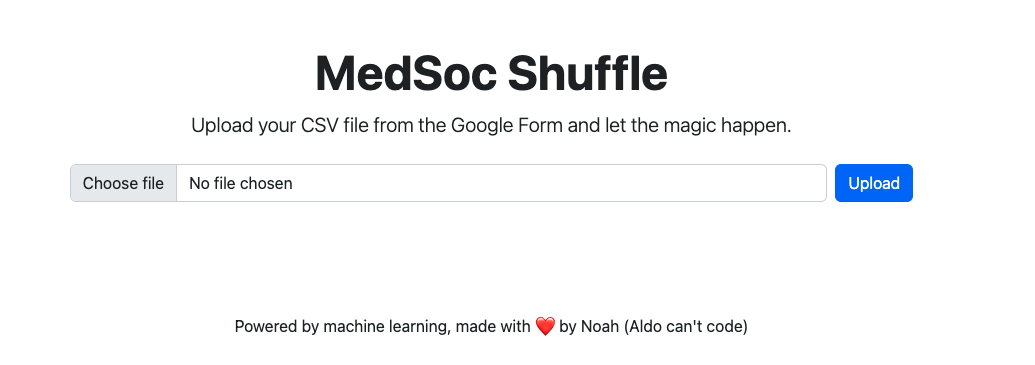 MedSoc Shuffle
Upload your CSV file from the Google Form and let the magic happen.
Choose file No file chosen Upload
Powered by machine learning, made with ❤️ by Noah (Aldo can't code)